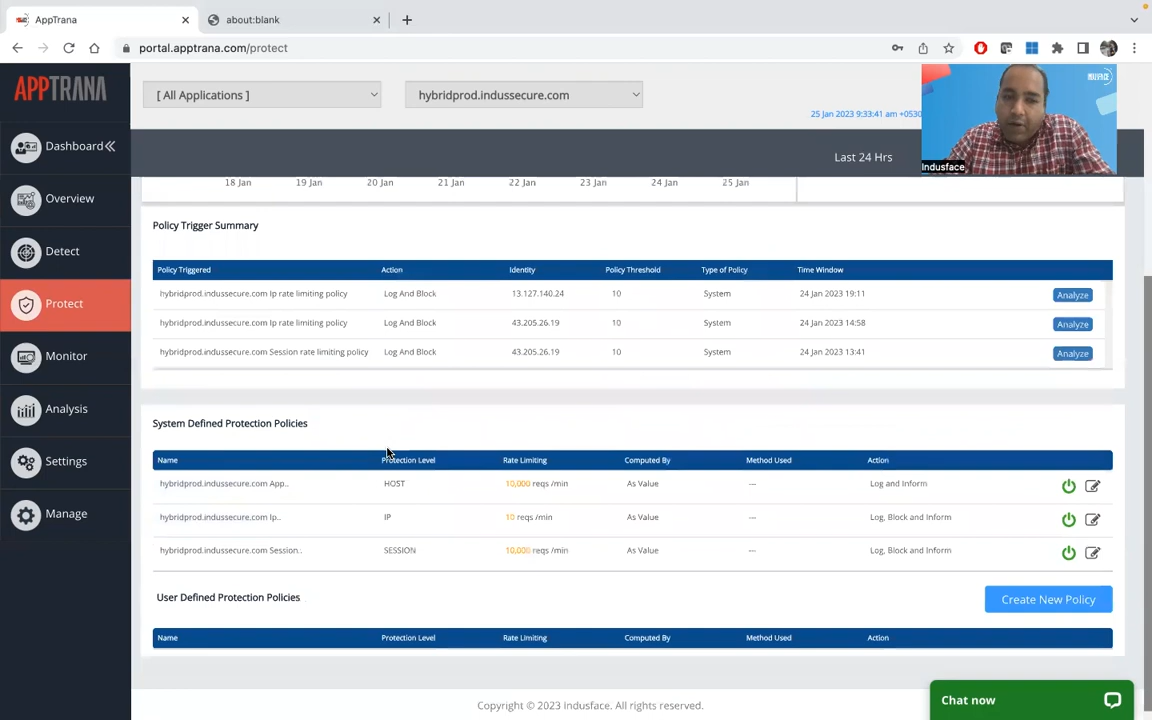 AppTrana
about:blank
portal.apptrana.com/protect
APPTRANA
[ All Applications ]
hybridprod.indussecure.com
25 Jan 2023 9:33:41 am +0530
INDUSFACE
Indusface
Last 24 Hrs
Dashboard
Overview
Detect
Protect
Monitor
Analysis
Settings
Manage
18 Jan 19 Jan 20 Jan 21 Jan 22 Jan 23 Jan 24 Jan 25 Jan
Policy Trigger Summary
Policy Triggered Action Identity Policy Threshold Type of Policy Time Window
hybridprod.indussecure.com Ip rate limiting policy Log And Block 13.127.140.24 10 System 24 Jan 2023 19:11 Analyze
hybridprod.indussecure.com Ip rate limiting policy Log And Block 43.205.26.19 10 System 24 Jan 2023 14:58 Analyze
hybridprod.indussecure.com Session rate limiting policy Log And Block 43.205.26.19 10 System 24 Jan 2023 13:41 Analyze
System Defined Protection Policies
Name Protection Level Rate Limiting Computed By Method Used Action
hybridprod.indussecure.com App.. HOST 10,000 reqs /min As Value --- Log and Inform
hybridprod.indussecure.com Ip.. IP 10 reqs /min As Value --- Log, Block and Inform
hybridprod.indussecure.com Session.. SESSION 10,000 reqs /min As Value --- Log, Block and Inform
User Defined Protection Policies
Create New Policy
Name Protection Level Rate Limiting Computed By Method Used Action
Copyright © 2023 indusface. All rights reserved.
Chat now